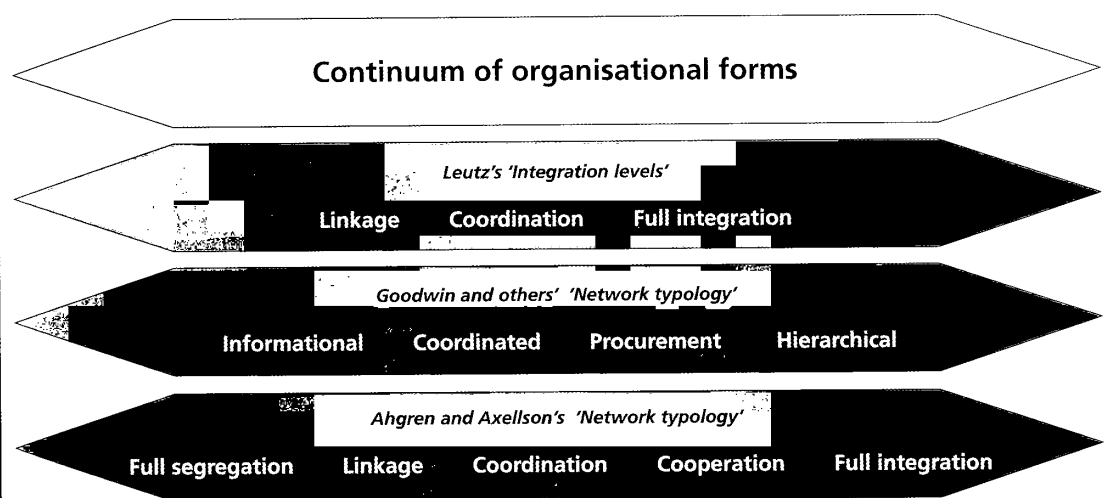 Continuum of organisational forms
Leutz's 'Integration levels'
Linkage Coordination Full integration
Goodwin and others' 'Network typology'
Informational Coordinated Procurement Hierarchical
Ahgren and Axellson's 'Network typology'
Full segregation Linkage Coordination Cooperation Full integration